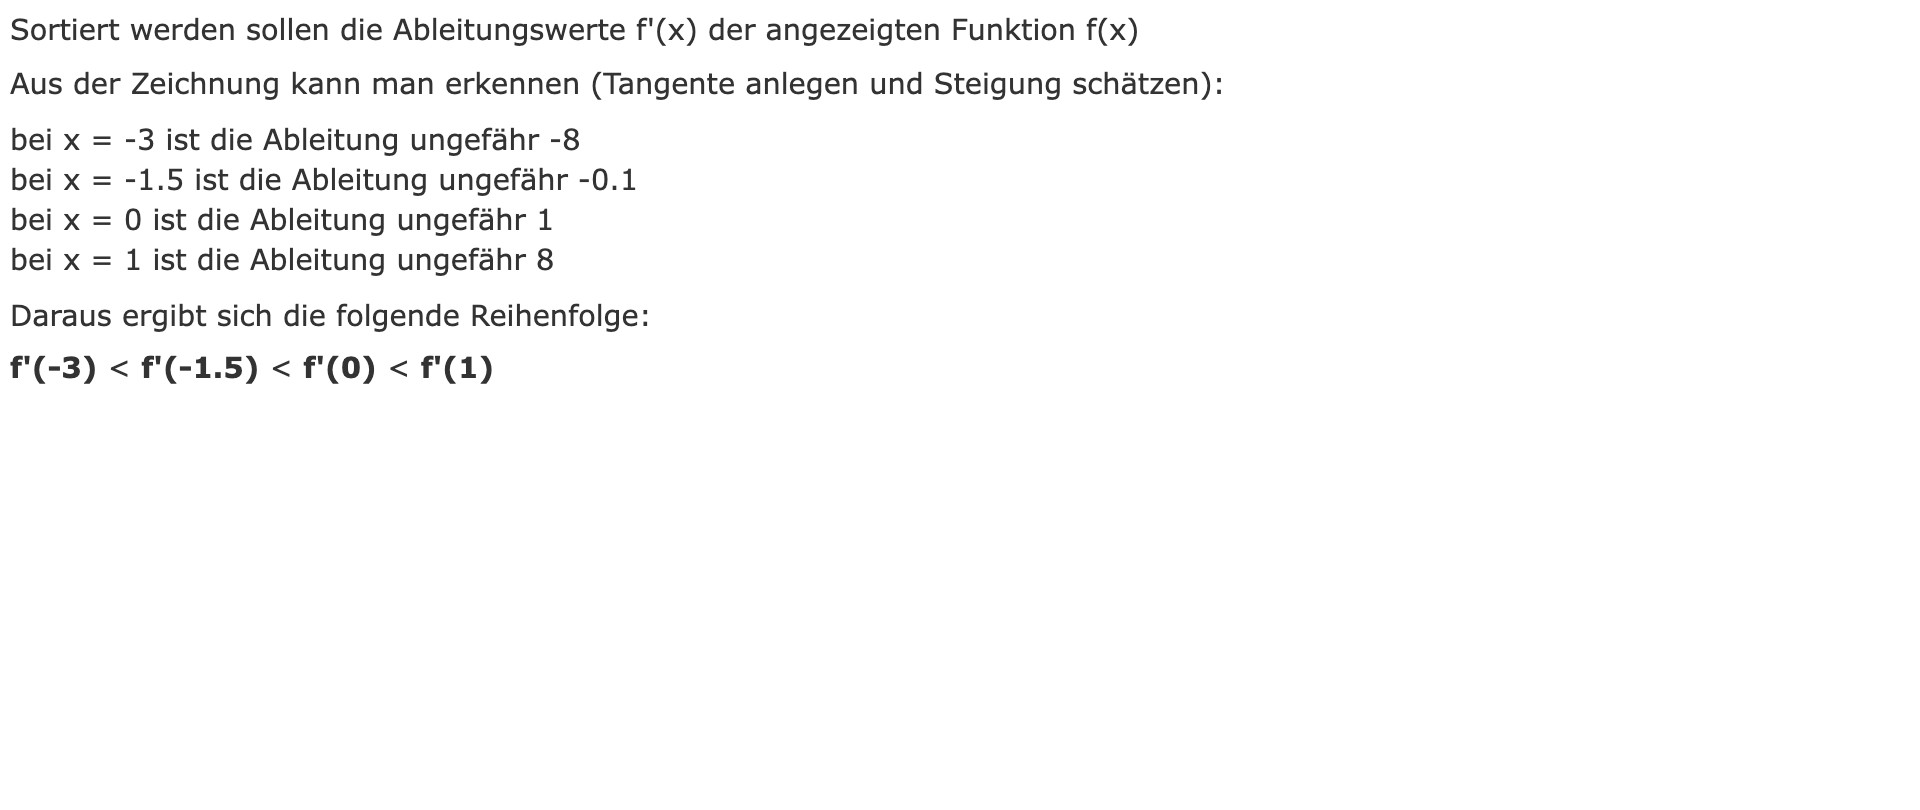 Sortiert werden sollen die Ableitungswerte f'(x) der angezeigten Funktion f(x)
Aus der Zeichnung kann man erkennen (Tangente anlegen und Steigung schätzen):
bei x = -3 ist die Ableitung ungefähr -8
bei x = -1.5 ist die Ableitung ungefähr -0.1
bei x = 0 ist die Ableitung ungefähr 1
bei x = 1 ist die Ableitung ungefähr 8
Daraus ergibt sich die folgende Reihenfolge:
f'(-3) < f'(-1.5) < f'(0) < f'(1)